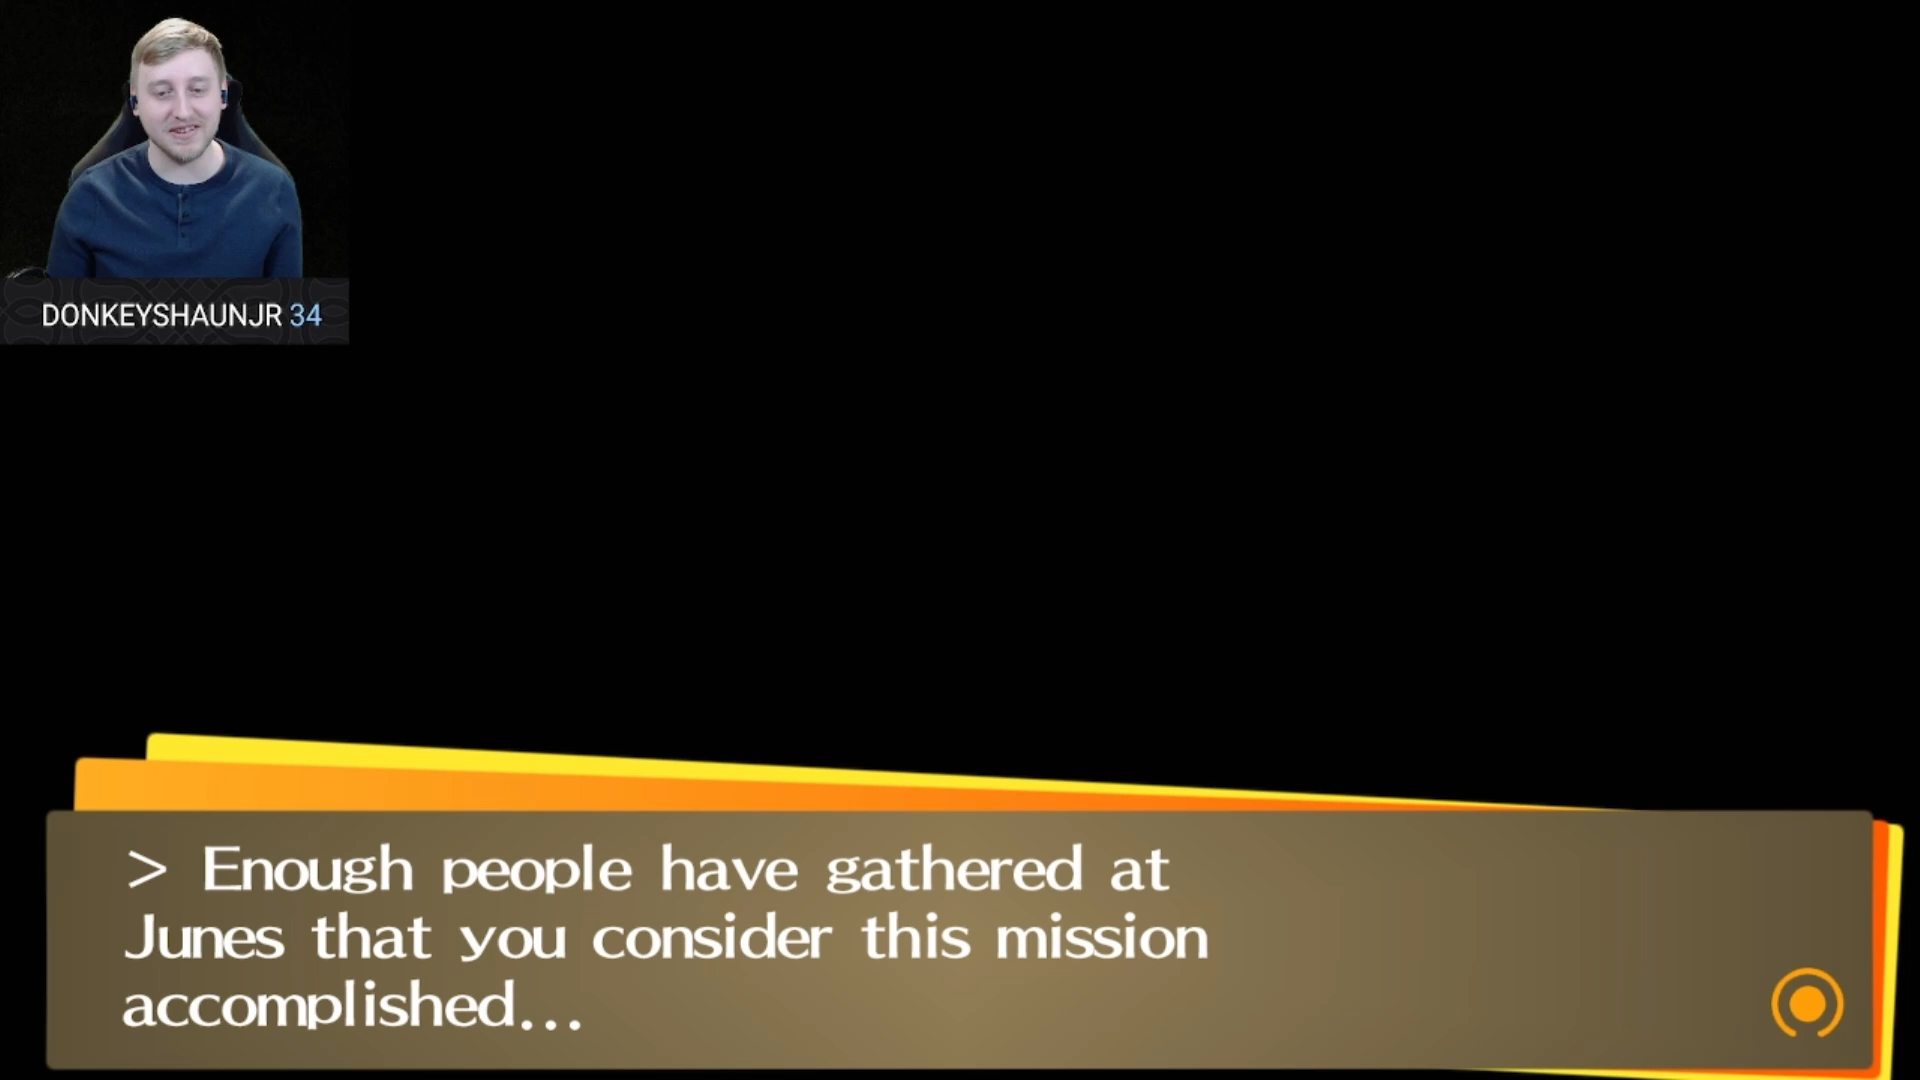 DONKEYSHAUNJR 34
> Enough people have gathered at
Junes that you consider this mission
accomplished...